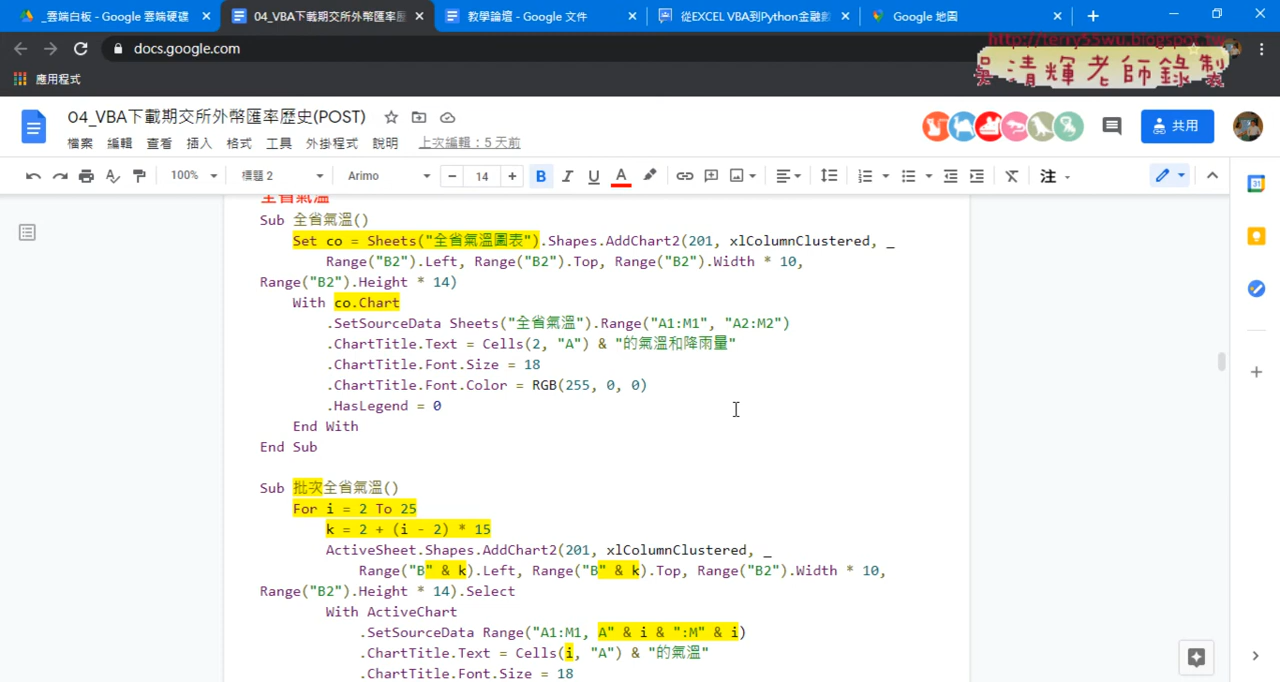 _雲端白板 - Google 雲端硬碟
04_VBA下載期交所外幣匯率歷
教學論壇 - Google 文件
從EXCEL VBA到Python金融
Google 地圖
docs.google.com
http://terry55wu.blogspot.tw
吳清輝老師錄製
應用程式
04_VBA下載期交所外幣匯率歷史(POST)
共用
檔案 編輯 查看 插入 格式 工具 外掛程式 說明 上次編輯：5 天前
100% 標題 2 Arimo 14 B I U A 注
全省氣溫
Sub 全省氣溫()
Set co = Sheets("全省氣溫圖表").Shapes.AddChart2(201, xlColumnClustered, _
Range("B2").Left, Range("B2").Top, Range("B2").Width * 10,
Range("B2").Height * 14)
With co.Chart
.SetSourceData Sheets("全省氣溫").Range("A1:M1", "A2:M2")
.ChartTitle.Text = Cells(2, "A") & "的氣溫和降雨量"
.ChartTitle.Font.Size = 18
.ChartTitle.Font.Color = RGB(255, 0, 0)
.HasLegend = 0
End With
End Sub
Sub 批次全省氣溫()
For i = 2 To 25
k = 2 + (i - 2) * 15
ActiveSheet.Shapes.AddChart2(201, xlColumnClustered, _
Range("B" & k).Left, Range("B" & k).Top, Range("B2").Width * 10,
Range("B2").Height * 14).Select
With ActiveChart
.SetSourceData Range("A1:M1, A" & i & ":M" & i)
.ChartTitle.Text = Cells(i, "A") & "的氣溫"
.ChartTitle.Font.Size = 18